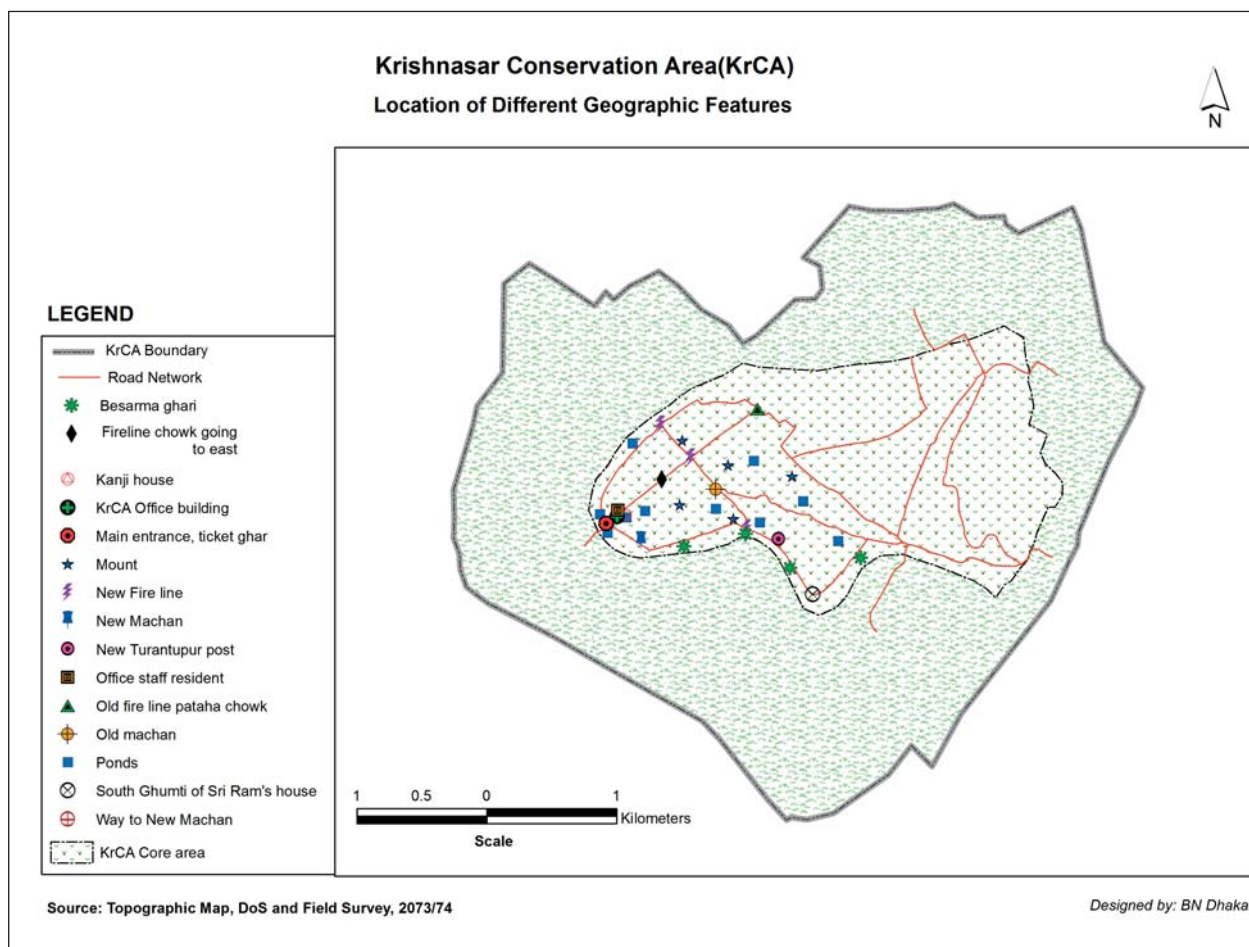 Krishnasar Conservation Area(KrCA)
Location of Different Geographic Features
N
LEGEND
KrCA Boundary
Road Network
Besarma ghari
Fireline chowk going
to east
Kanji house
KrCA Office building
Main entrance, ticket ghar
Mount
New Fire line
New Machan
New Turantupur post
Office staff resident
Old fire line pataha chowk
Old machan
Ponds
South Ghumti of Sri Ram's house
Way to New Machan
KrCA Core area
1 0.5 0 1
Kilometers
Scale
Source: Topographic Map, DoS and Field Survey, 2073/74
Designed by: BN Dhaka